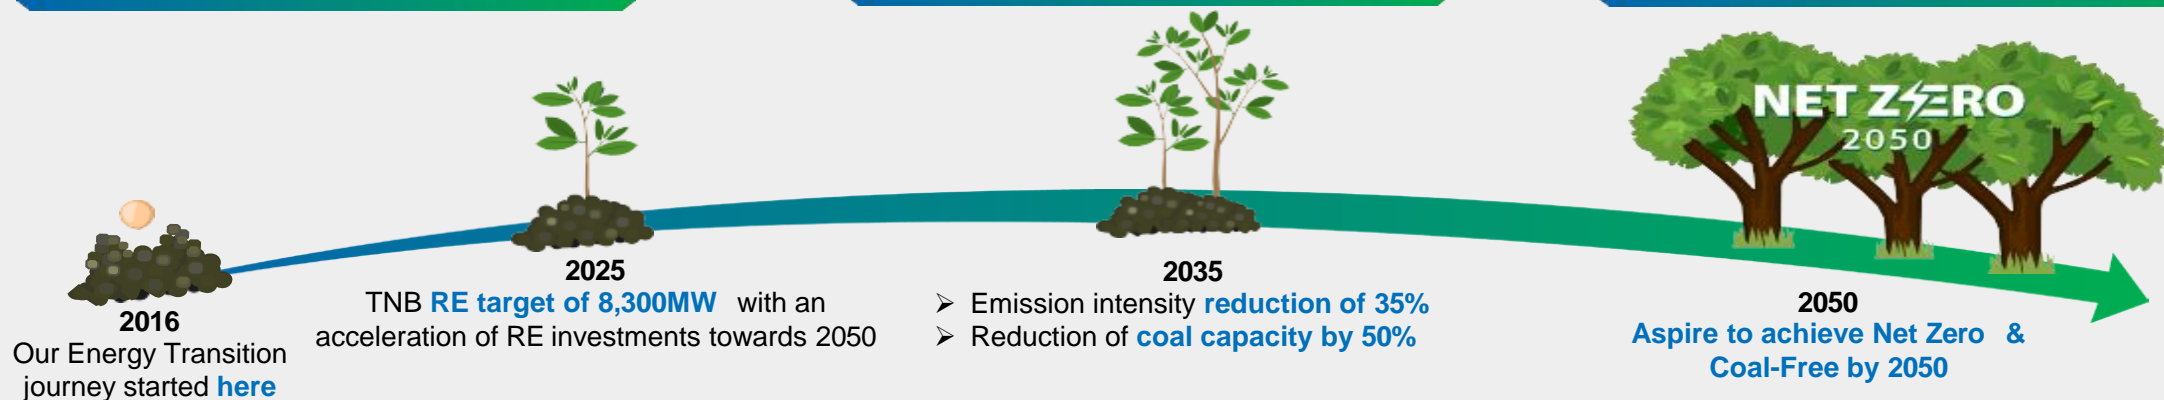 NET ZERO
2050
2016
Our Energy Transition
journey started here
2025
TNB RE target of 8,300MW with an
acceleration of RE investments towards 2050
2035
➢ Emission intensity reduction of 35%
➢ Reduction of coal capacity by 50%
2050
Aspire to achieve Net Zero &
Coal-Free by 2050